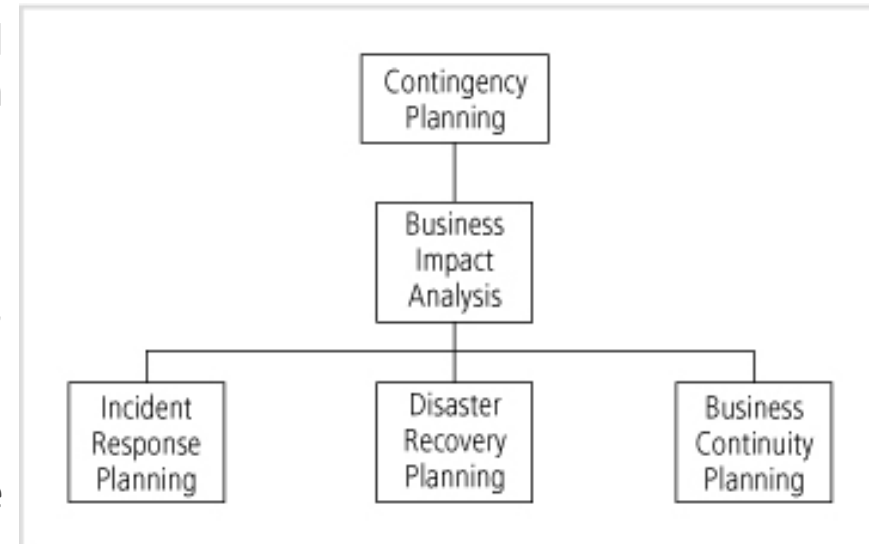 Contingency
Planning
Business
Impact
Analysis
Incident
Response
Planning
Disaster
Recovery
Planning
Business
Continuity
Planning